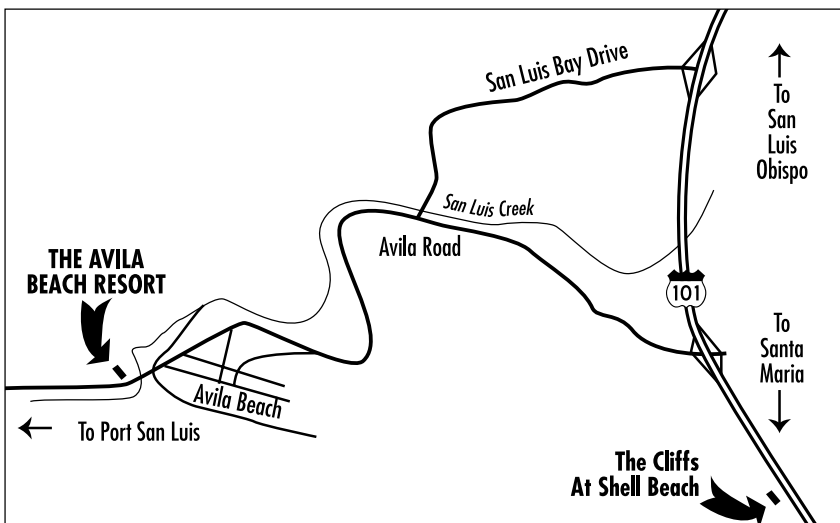 San Luis Bay Drive
To
San
Luis
Obispo
San Luis Creek
Avila Road
THE AVILA
BEACH RESORT
101
To
Santa
Maria
Avila Beach
To Port San Luis
The Cliffs
At Shell Beach